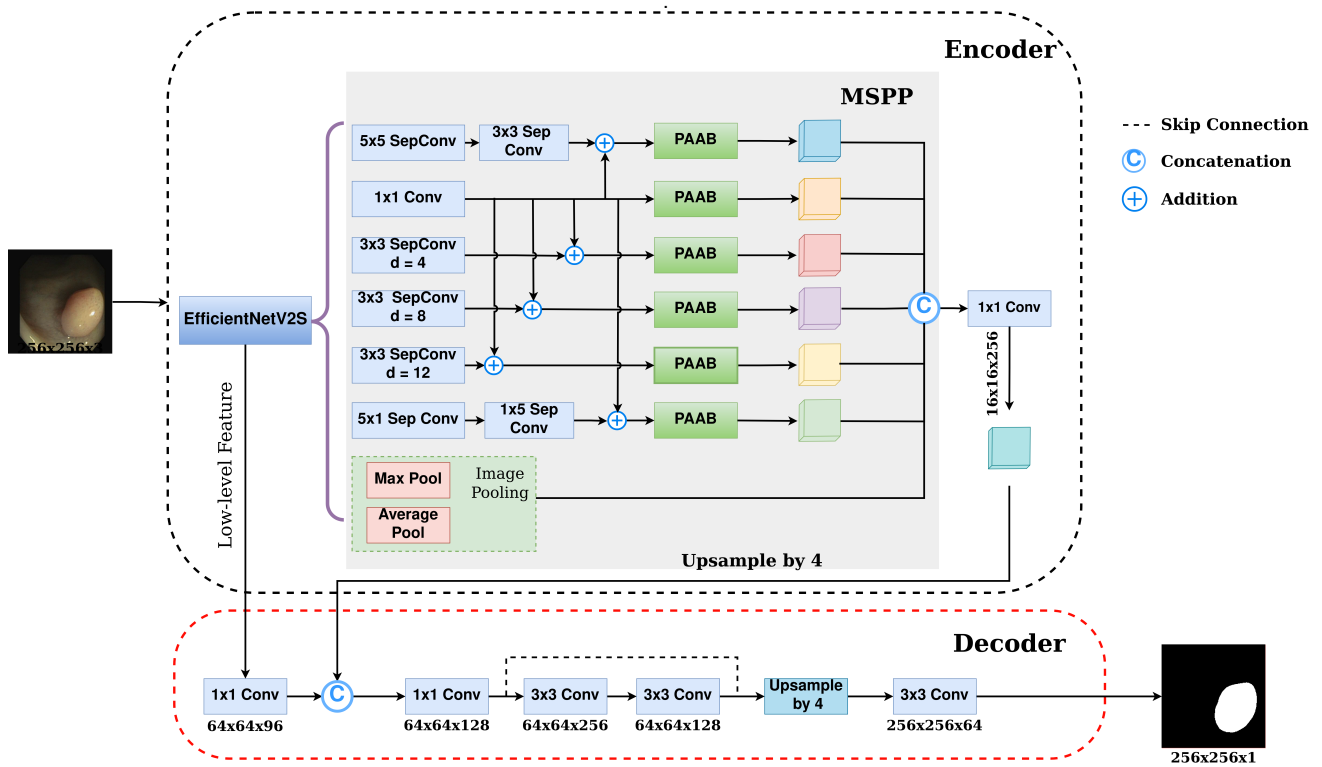 Encoder
MSPP
5x5 SepConv
3x3 Sep
Conv
PAAB
1x1 Conv
PAAB
3x3 SepConv
d = 4
PAAB
3x3 SepConv
d = 8
PAAB
3x3 SepConv
d = 12
PAAB
5x1 Sep Conv
1x5 Sep
Conv
PAAB
Max Pool
Average
Pool
Image
Pooling
Upsample by 4
EfficientNetV2S
256x256x3
Low-level Feature
C
1x1 Conv
16x16x256
Skip Connection
C
Concatenation
Addition
Decoder
1x1 Conv
64x64x96
C
1x1 Conv
64x64x128
3x3 Conv
64x64x256
3x3 Conv
64x64x128
Upsample
by 4
3x3 Conv
256x256x64
256x256x1